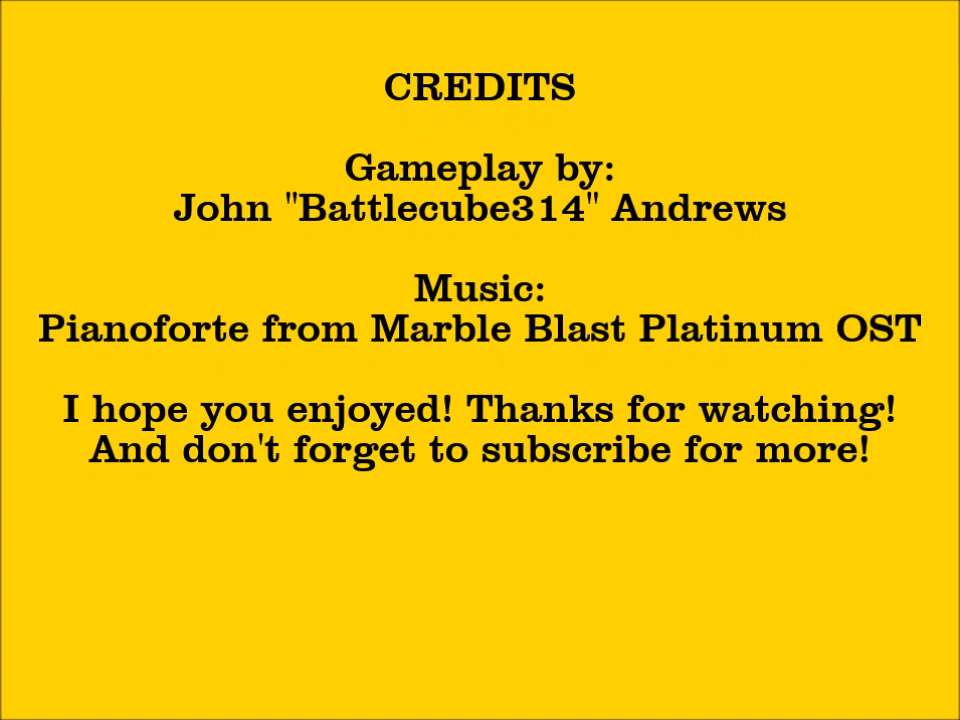 CREDITS
Gameplay by:
John "Battlecube314" Andrews
Music:
Pianoforte from Marble Blast Platinum OST
I hope you enjoyed! Thanks for watching!
And don't forget to subscribe for more!